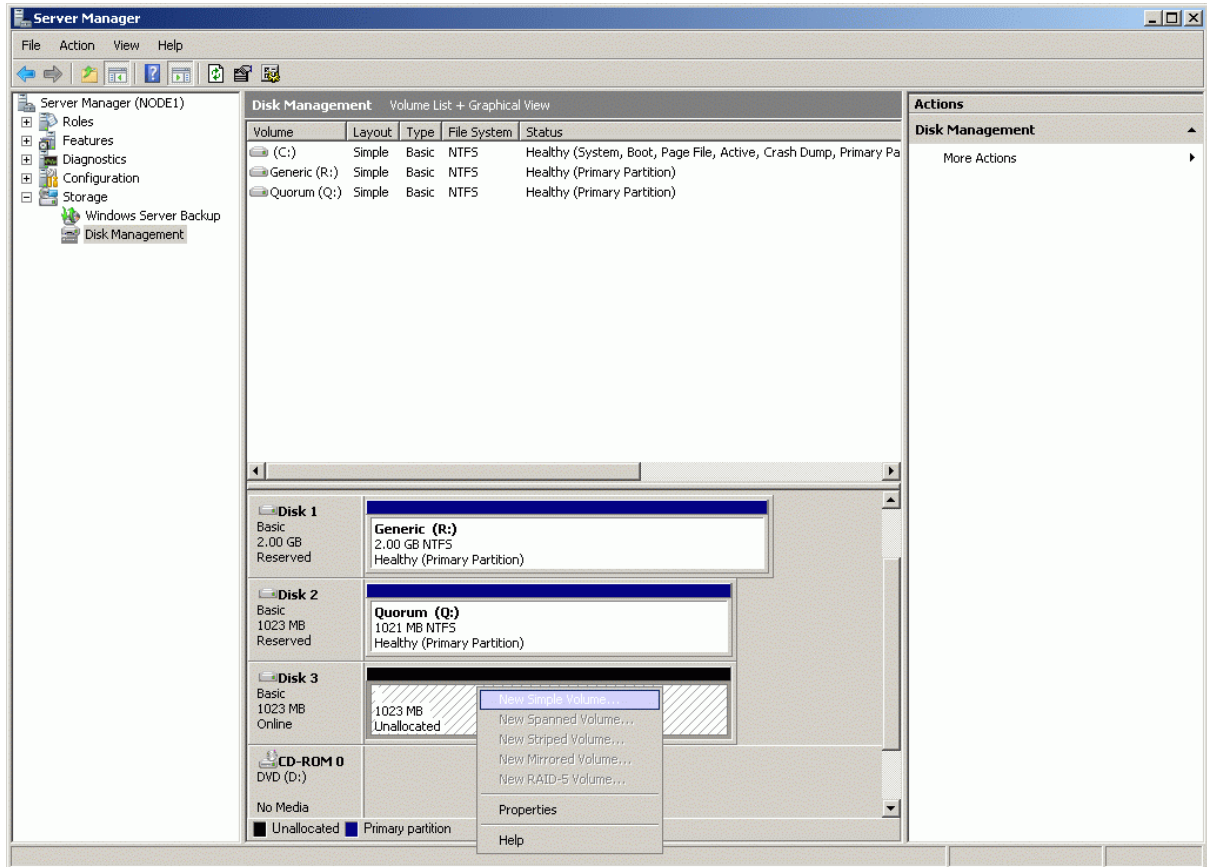 Server Manager
File Action View Help
Server Manager (NODE1)
Roles
Features
Diagnostics
Configuration
Storage
Windows Server Backup
Disk Management
Disk Management Volume List + Graphical View
Volume Layout Type File System Status
(C:) Simple Basic NTFS Healthy (System, Boot, Page File, Active, Crash Dump, Primary Pa
Generic (R:) Simple Basic NTFS Healthy (Primary Partition)
Quorum (Q:) Simple Basic NTFS Healthy (Primary Partition)
Disk 1
Basic
2.00 GB
Reserved
Generic (R:)
2.00 GB NTFS
Healthy (Primary Partition)
Disk 2
Basic
1023 MB
Reserved
Quorum (Q:)
1021 MB NTFS
Healthy (Primary Partition)
Disk 3
Basic
1023 MB
Online
1023 MB
Unallocated
New Simple Volume...
New Spanned Volume...
New Striped Volume...
New Mirrored Volume...
New RAID-5 Volume...
Properties
Help
CD-ROM 0
DVD (D:)
No Media
Unallocated Primary partition
Actions
Disk Management
More Actions